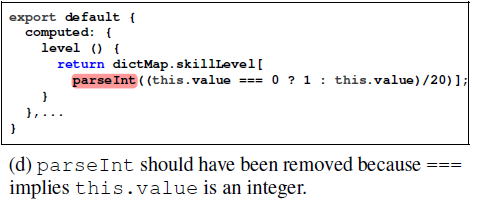 export default {
  computed: {
    level () {
      return dictMap.skillLevel[
        parseInt((this.value === 0 ? 1 : this.value)/20)];
    }
  },...
}
(d) parseInt should have been removed because ===
implies this.value is an integer.